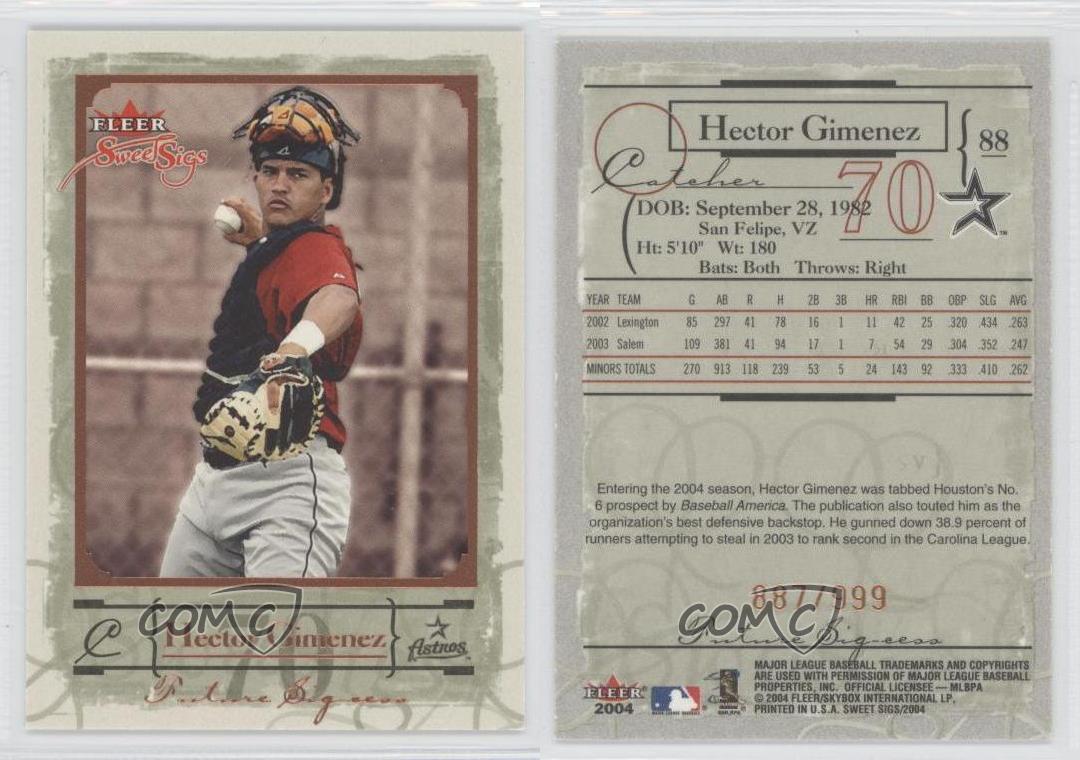 FLEER
Sweet Sigs
C
70
Hector Gimenez
Astros
Future Sig-cess
COMC
Hector Gimenez
88
Catcher
70
DOB: September 28, 1982
San Felipe, VZ
Ht: 5'10" Wt: 180
Bats: Both Throws: Right
YEAR TEAM G AB R H 2B 3B HR RBI BB OBP SLG AVG
2002 Lexington 85 297 41 78 16 1 11 42 25 .320 .434 .263
2003 Salem 109 381 41 94 17 1 7 54 29 .304 .352 .247
MINORS TOTALS 270 913 118 239 53 5 24 143 92 .333 .410 .262
Entering the 2004 season, Hector Gimenez was tabbed Houston's No.
6 prospect by Baseball America. The publication also touted him as the
organization's best defensive backstop. He gunned down 38.9 percent of
runners attempting to steal in 2003 to rank second in the Carolina League.
887/999
COMC
Future Sig-cess
FLEER
2004
MAJOR LEAGUE BASEBALL TRADEMARKS AND COPYRIGHTS
ARE USED WITH PERMISSION OF MAJOR LEAGUE BASEBALL
PROPERTIES, INC. OFFICIAL LICENSEE — MLBPA
© 2004 FLEER/SKYBOX INTERNATIONAL LP.
PRINTED IN U.S.A. SWEET SIGS/2004